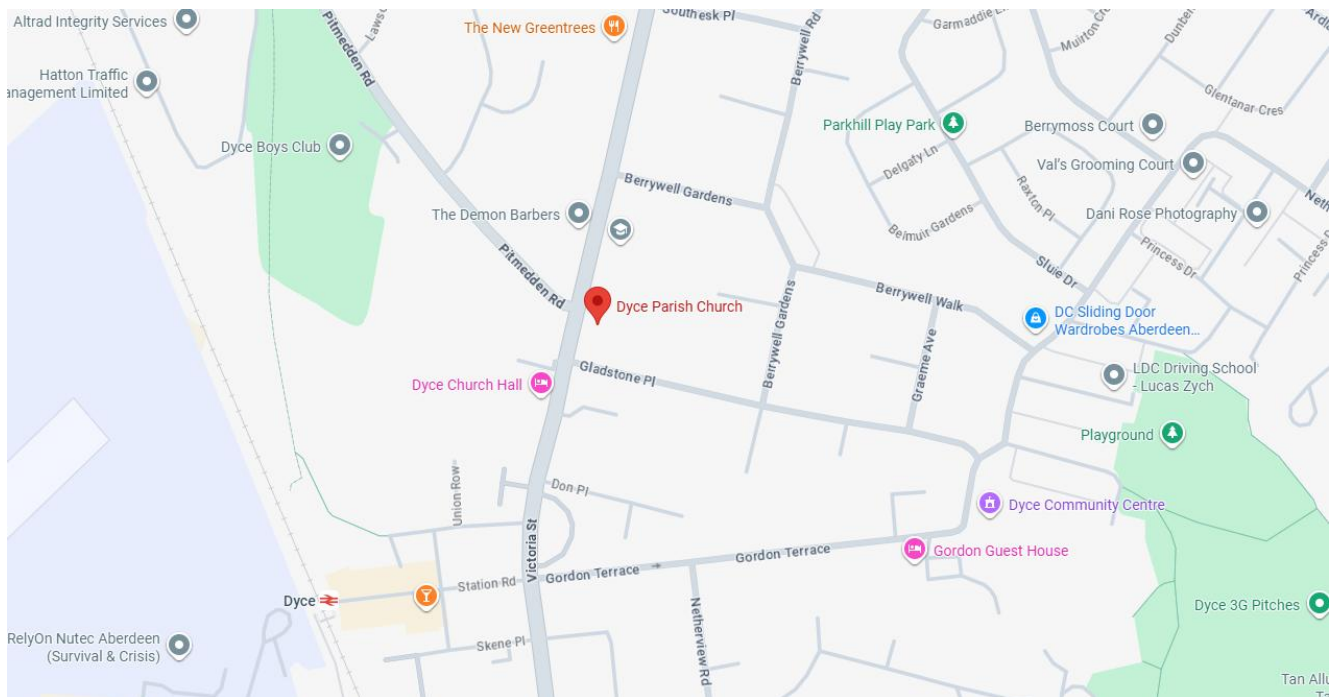 Altrad Integrity Services
Laws
Pitmedden Rd
The New Greentrees
Southesk Pl
Berrywell Rd
Garmaddie
Muirton Cre
Hatton Traffic
anagement Limited
Glentanar Cres
Parkhill Play Park
Berrymoss Court
Dyce Boys Club
Delgaty Ln
Val's Grooming Court
Berrywell Gardens
Raxton Pl
The Demon Barbers
Belmuir Gardens
Dani Rose Photography
Pitmedden Rd
Sluie Dr
Princess Dr
Berrywell Walk
Dyce Parish Church
Berrywell Gardens
Graeme Ave
DC Sliding Door
Wardrobes Aberdeen...
Gladstone Pl
Dyce Church Hall
LDC Driving School
- Lucas Zych
Playground
Union Row
Don Pl
Dyce Community Centre
Victoria St
Gordon Terrace
Gordon Guest House
Station Rd
Gordon Terrace
Dyce
Netherview Rd
Dyce 3G Pitches
RelyOn Nutec Aberdeen
(Survival & Crisis)
Skene Pl
Tan Allu